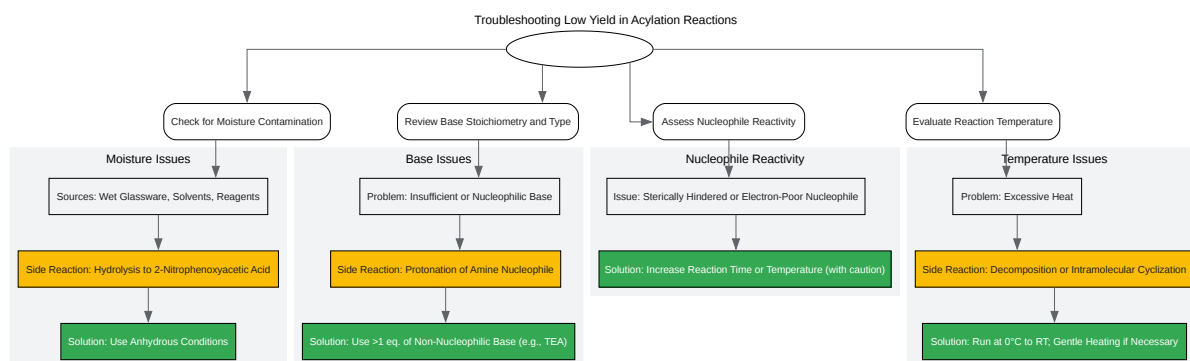 Troubleshooting Low Yield in Acylation Reactions
Check for Moisture Contamination
Review Base Stoichiometry and Type
Assess Nucleophile Reactivity
Evaluate Reaction Temperature
Moisture Issues
Base Issues
Nucleophile Reactivity
Temperature Issues
Sources: Wet Glassware, Solvents, Reagents
Problem: Insufficient or Nucleophilic Base
Issue: Sterically Hindered or Electron-Poor Nucleophile
Problem: Excessive Heat
Side Reaction: Hydrolysis to 2-Nitrophenoxyacetic Acid
Side Reaction: Protonation of Amine Nucleophile
Solution: Increase Reaction Time or Temperature (with caution)
Side Reaction: Decomposition or Intramolecular Cyclization
Solution: Use Anhydrous Conditions
Solution: Use >1 eq. of Non-Nucleophilic Base (e.g., TEA)
Solution: Run at 0°C to RT; Gentle Heating if Necessary